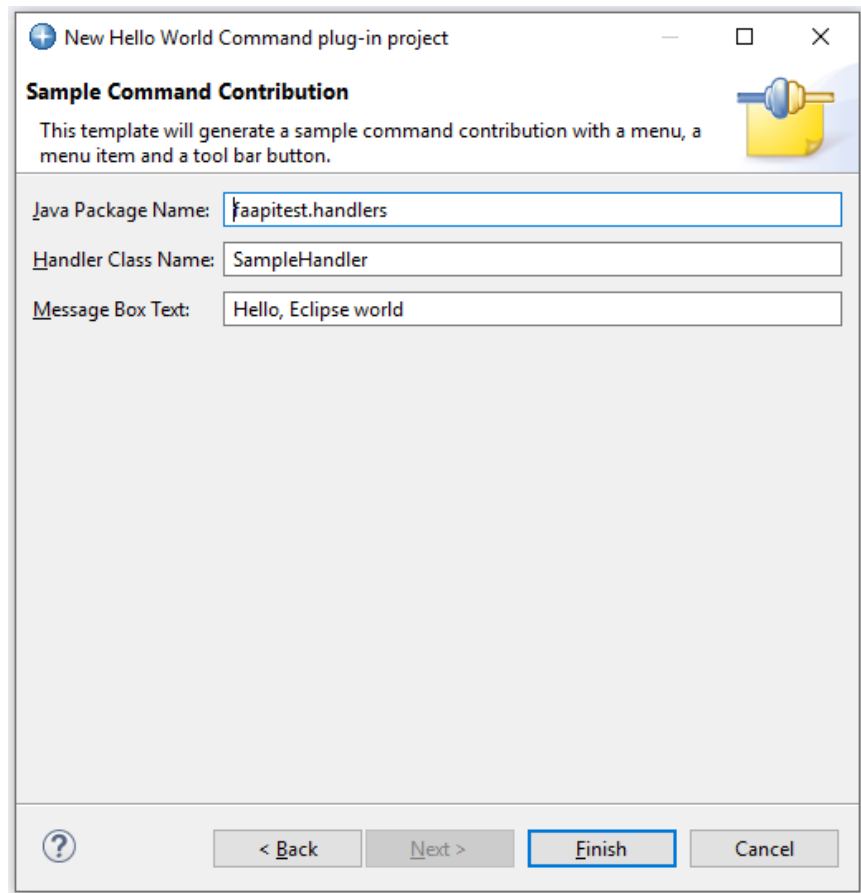 New Hello World Command plug-in project
Sample Command Contribution
This template will generate a sample command contribution with a menu, a
menu item and a tool bar button.
Java Package Name: faapitest.handlers
Handler Class Name: SampleHandler
Message Box Text: Hello, Eclipse world
? < Back Next > Finish Cancel